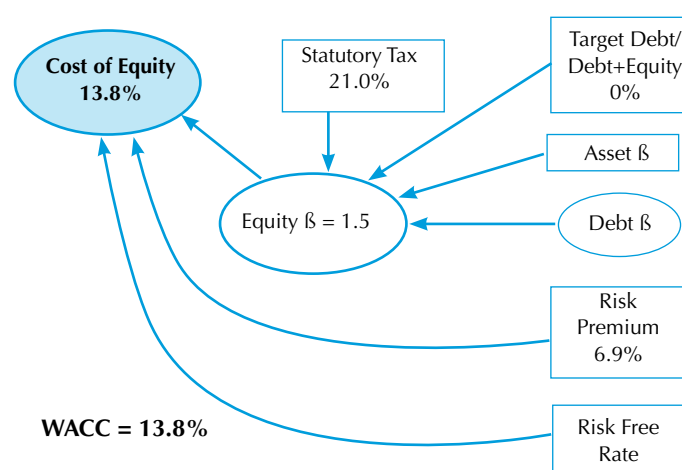 Cost of Equity
13.8%
Statutory Tax
21.0%
Target Debt/
Debt+Equity
0%
Asset ß
Equity ß = 1.5
Debt ß
Risk
Premium
6.9%
WACC = 13.8%
Risk Free
Rate